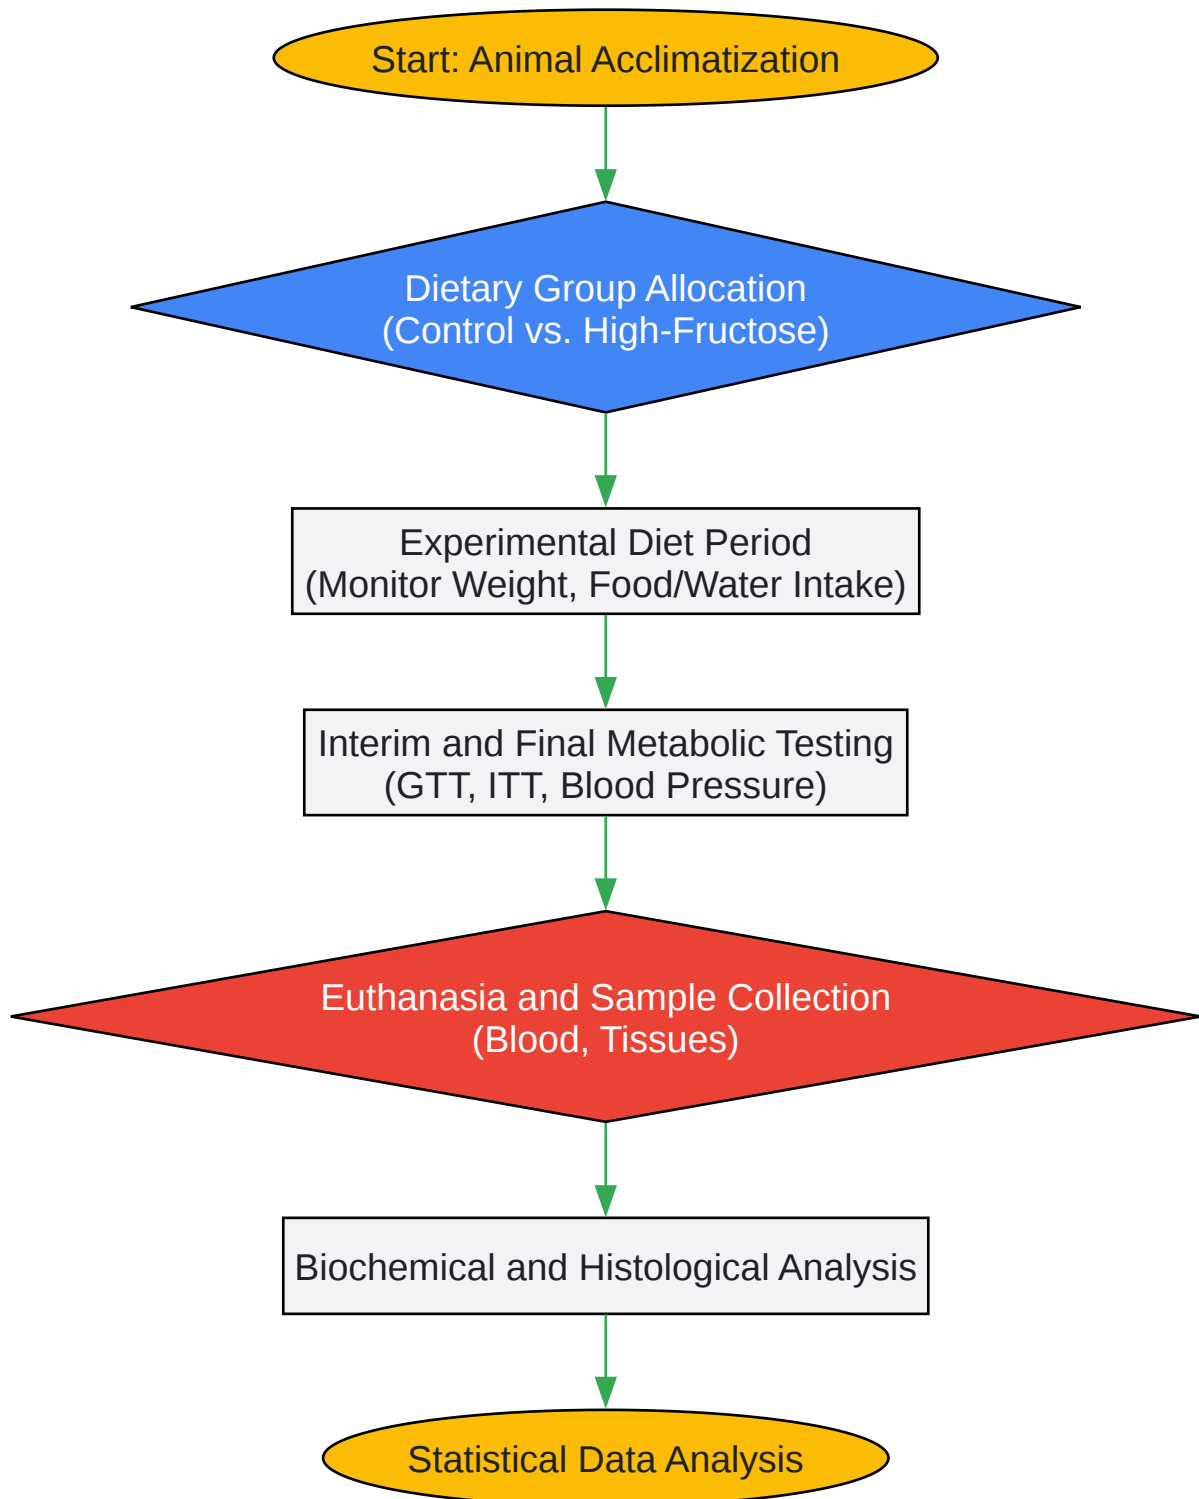 Start: Animal Acclimatization
Dietary Group Allocation
(Control vs. High-Fructose)
Experimental Diet Period
(Monitor Weight, Food/Water Intake)
Interim and Final Metabolic Testing
(GTT, ITT, Blood Pressure)
Euthanasia and Sample Collection
(Blood, Tissues)
Biochemical and Histological Analysis
Statistical Data Analysis